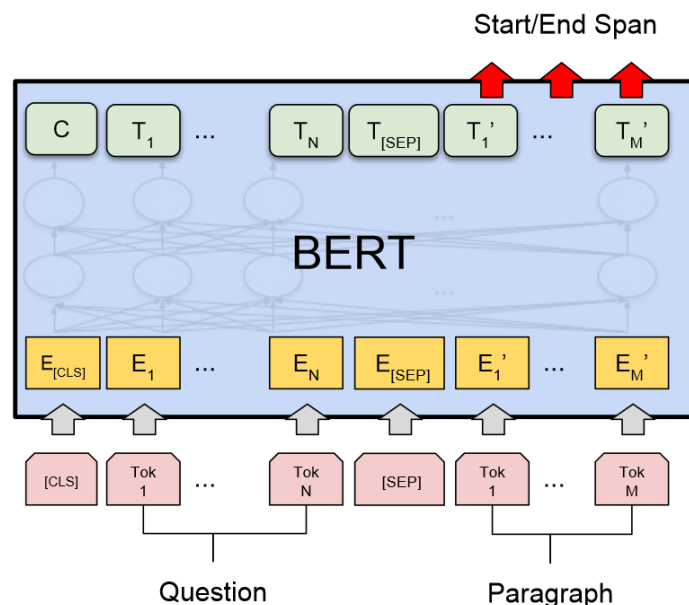 Start/End Span
C T1 ... TN T[SEP] T1’ ... TM’
...
BERT
...
E[CLS] E1 ... EN E[SEP] E1’ ... EM’
[CLS] Tok 1 ... Tok N [SEP] Tok 1 ... Tok M
Question Paragraph